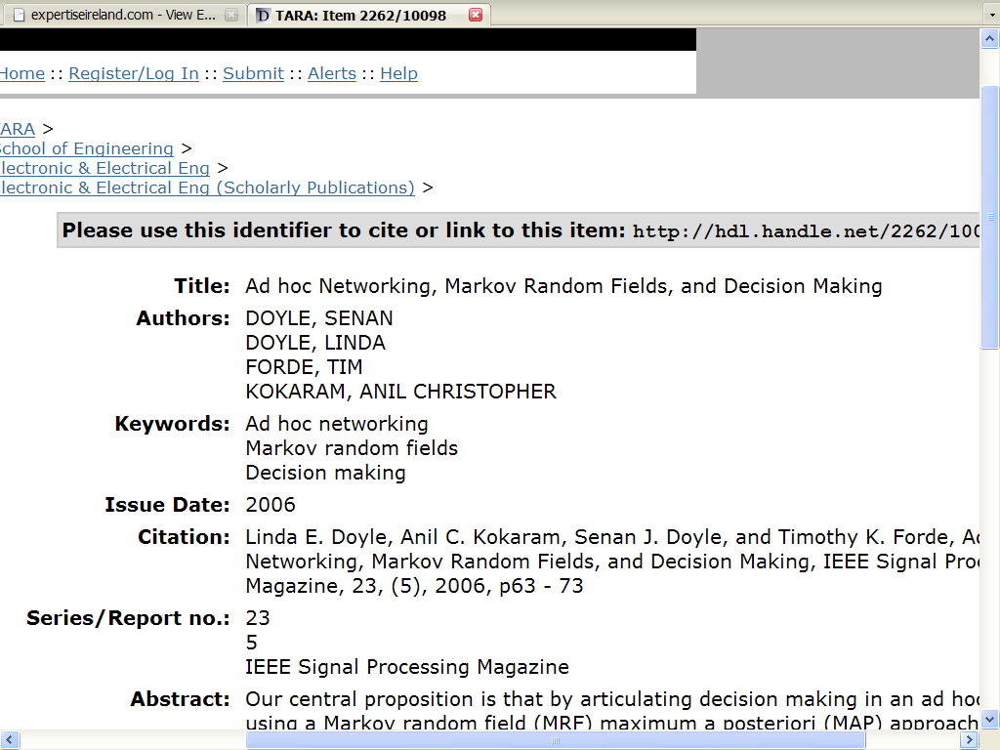 expertiseireland.com - View E...
TARA: Item 2262/10098
Home :: Register/Log In :: Submit :: Alerts :: Help
TARA >
School of Engineering >
lectronic & Electrical Eng >
lectronic & Electrical Eng (Scholarly Publications) >
Please use this identifier to cite or link to this item: http://hdl.handle.net/2262/100
Title: Ad hoc Networking, Markov Random Fields, and Decision Making
Authors: DOYLE, SENAN
DOYLE, LINDA
FORDE, TIM
KOKARAM, ANIL CHRISTOPHER
Keywords: Ad hoc networking
Markov random fields
Decision making
Issue Date: 2006
Citation: Linda E. Doyle, Anil C. Kokaram, Senan J. Doyle, and Timothy K. Forde, Ad
Networking, Markov Random Fields, and Decision Making, IEEE Signal Proc
Magazine, 23, (5), 2006, p63 - 73
Series/Report no.: 23
5
IEEE Signal Processing Magazine
Abstract: Our central proposition is that by articulating decision making in an ad hoc
using a Markov random field (MRF) maximum a posteriori (MAP) approach